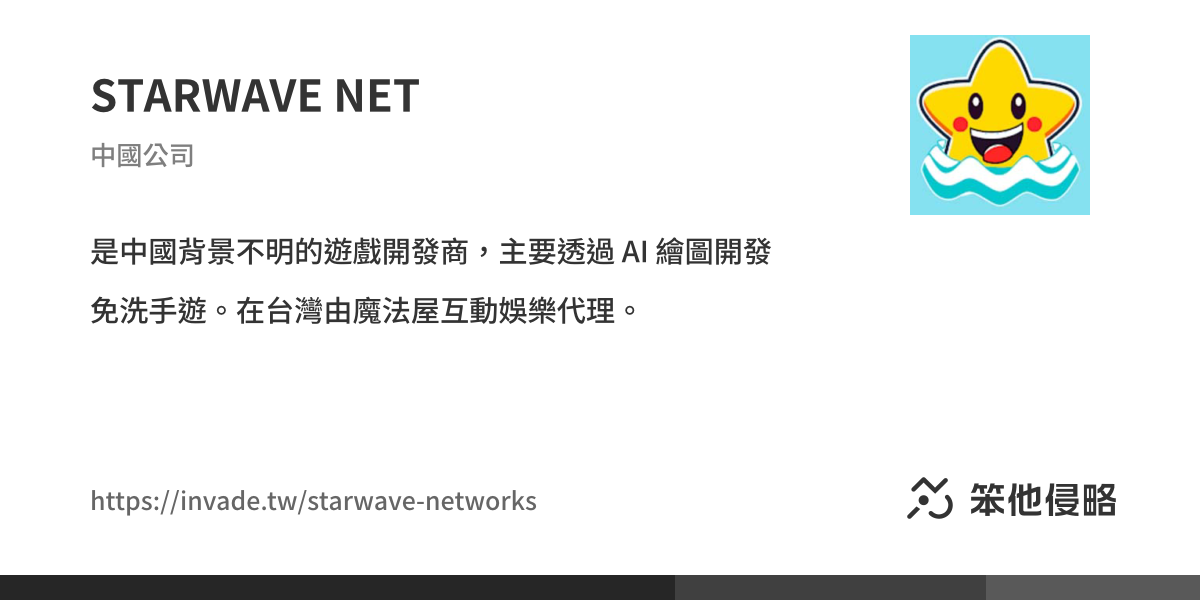 STARWAVE NET
中國公司
是中國背景不明的遊戲開發商，主要透過 AI 繪圖開發
免洗手遊。在台灣由魔法屋互動娛樂代理。
https://invade.tw/starwave-networks
笨他侵略